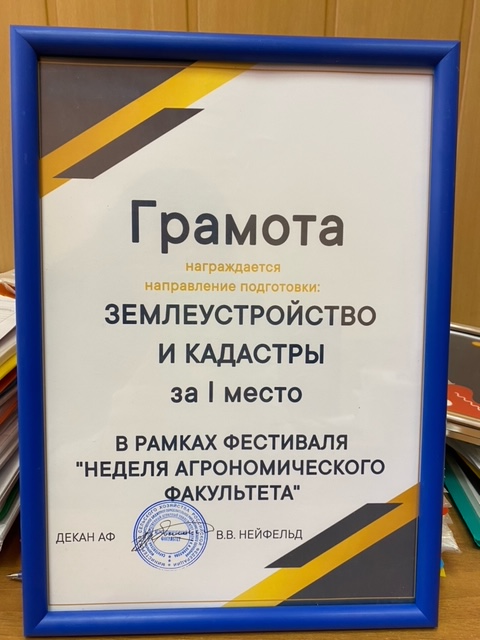 Грамота
награждается
направление подготовки:
ЗЕМЛЕУСТРОЙСТВО
И КАДАСТРЫ
за I место
В РАМКАХ ФЕСТИВАЛЯ
"НЕДЕЛЯ АГРОНОМИЧЕСКОГО
ФАКУЛЬТЕТА"
ДЕКАН АФ В.В. НЕЙФЕЛЬД